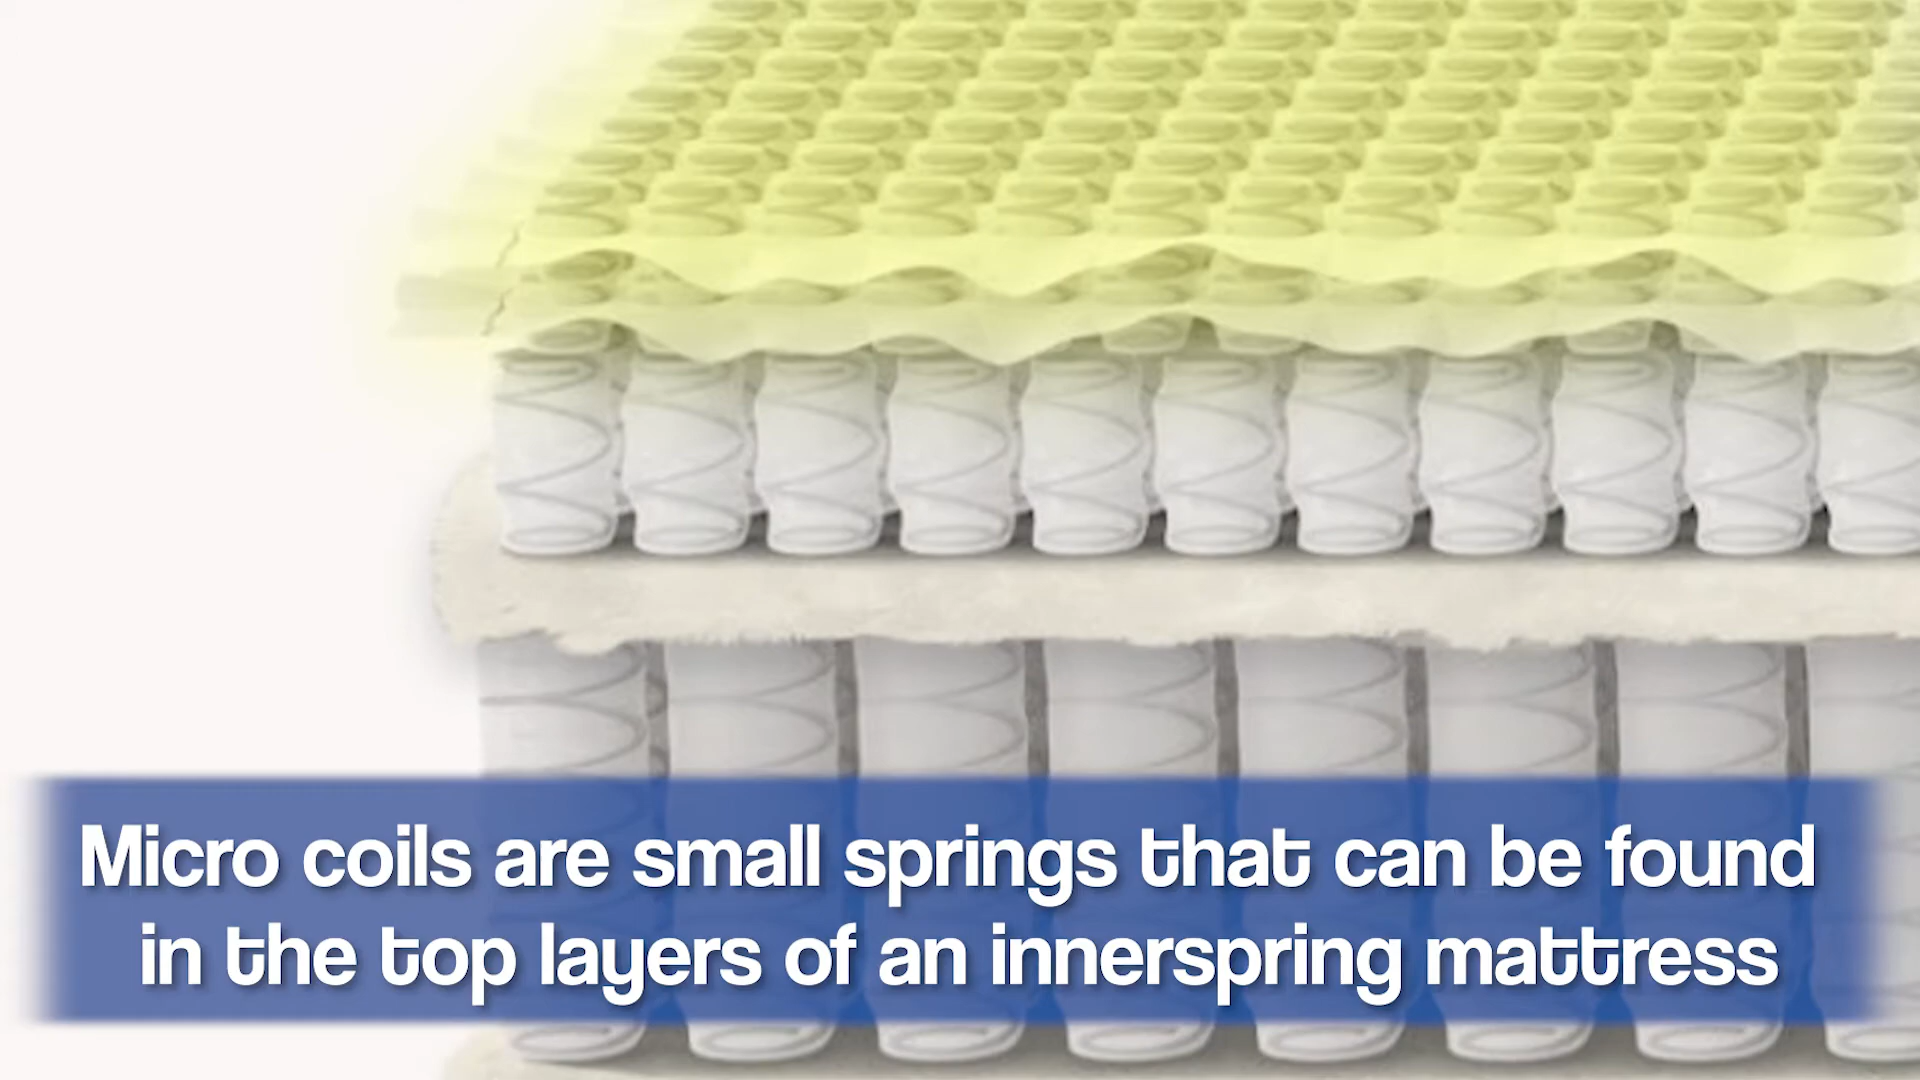 Micro coils are small springs that can be found
in the top layers of an innerspring mattress